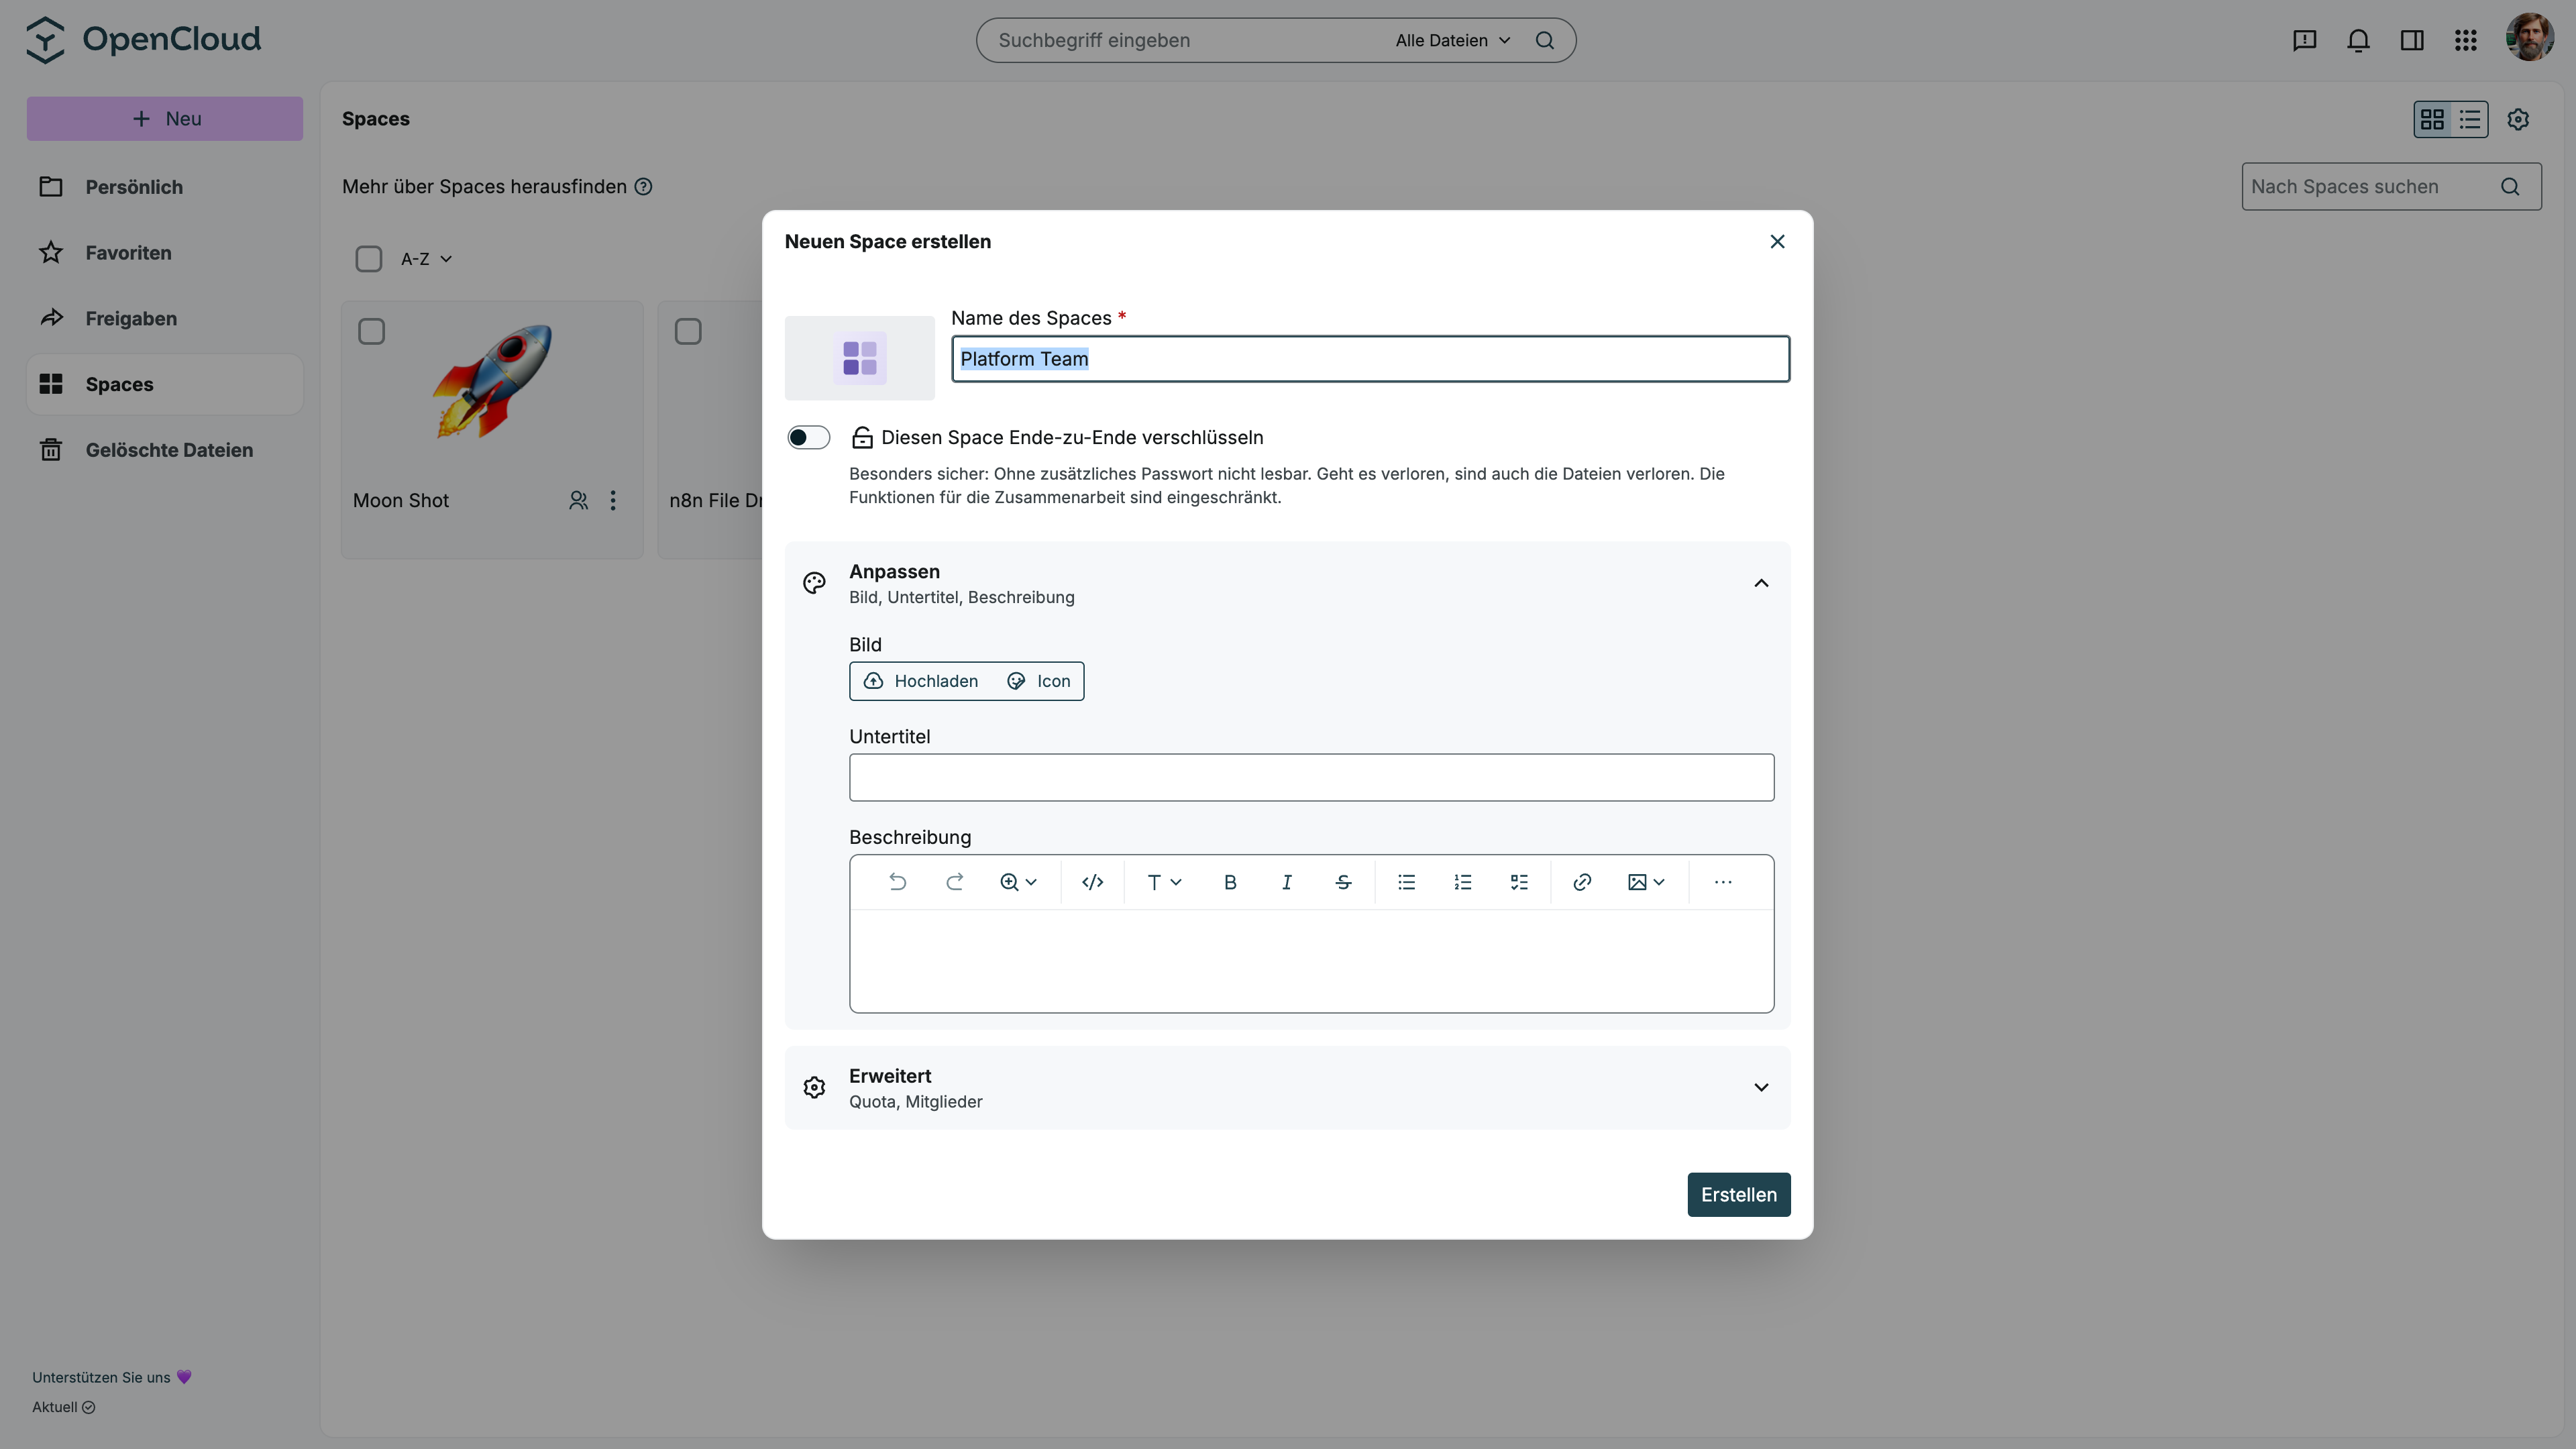 OpenCloud
Suchbegriff eingeben
Alle Dateien
Neu
Persönlich
Favoriten
Freigaben
Spaces
Gelöschte Dateien
Spaces
Mehr über Spaces herausfinden
Nach Spaces suchen
A-Z
Moon Shot
n8n File
Neuen Space erstellen
Name des Spaces *
Platform Team
Diesen Space Ende-zu-Ende verschlüsseln
Besonders sicher: Ohne zusätzliches Passwort nicht lesbar. Geht es verloren, sind auch die Dateien verloren. Die
Funktionen für die Zusammenarbeit sind eingeschränkt.
Anpassen
Bild, Untertitel, Beschreibung
Bild
Hochladen
Icon
Untertitel
Beschreibung
Erweitert
Quota, Mitglieder
Erstellen
Unterstützen Sie uns 💜
Aktuell